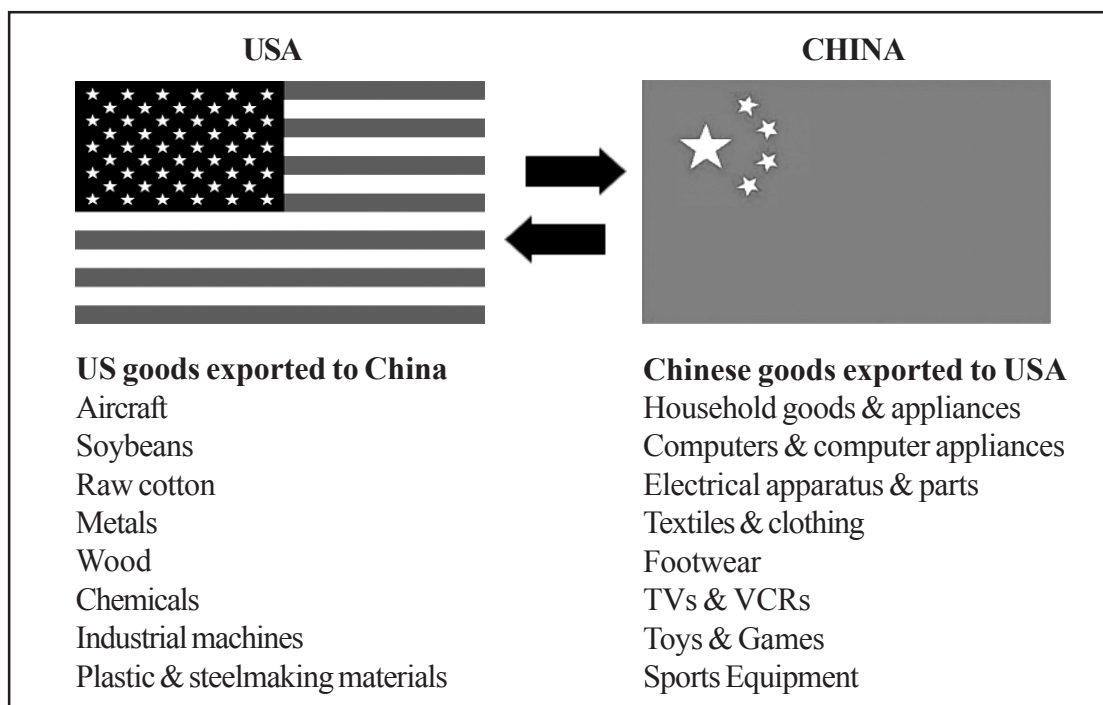 USA
CHINA
US goods exported to China
Aircraft
Soybeans
Raw cotton
Metals
Wood
Chemicals
Industrial machines
Plastic & steelmaking materials
Chinese goods exported to USA
Household goods & appliances
Computers & computer appliances
Electrical apparatus & parts
Textiles & clothing
Footwear
TVs & VCRs
Toys & Games
Sports Equipment